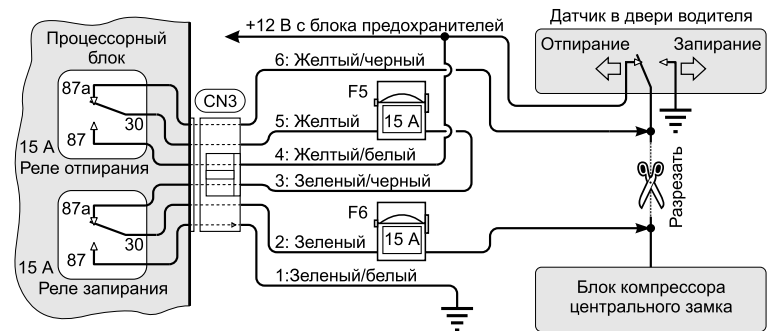 +12 В с блока предохранителей
Датчик в двери водителя
Отпирание
Запирание
Процессорный
блок
87а
30
87
15 А
Реле отпирания
87а
30
87
15 А
Реле запирания
CN3
6: Желтый/черный
F5
15 А
5: Желтый
4: Желтый/белый
3: Зеленый/черный
F6
15 А
2: Зеленый
1:Зеленый/белый
Разрезать
Блок компрессора
центрального замка